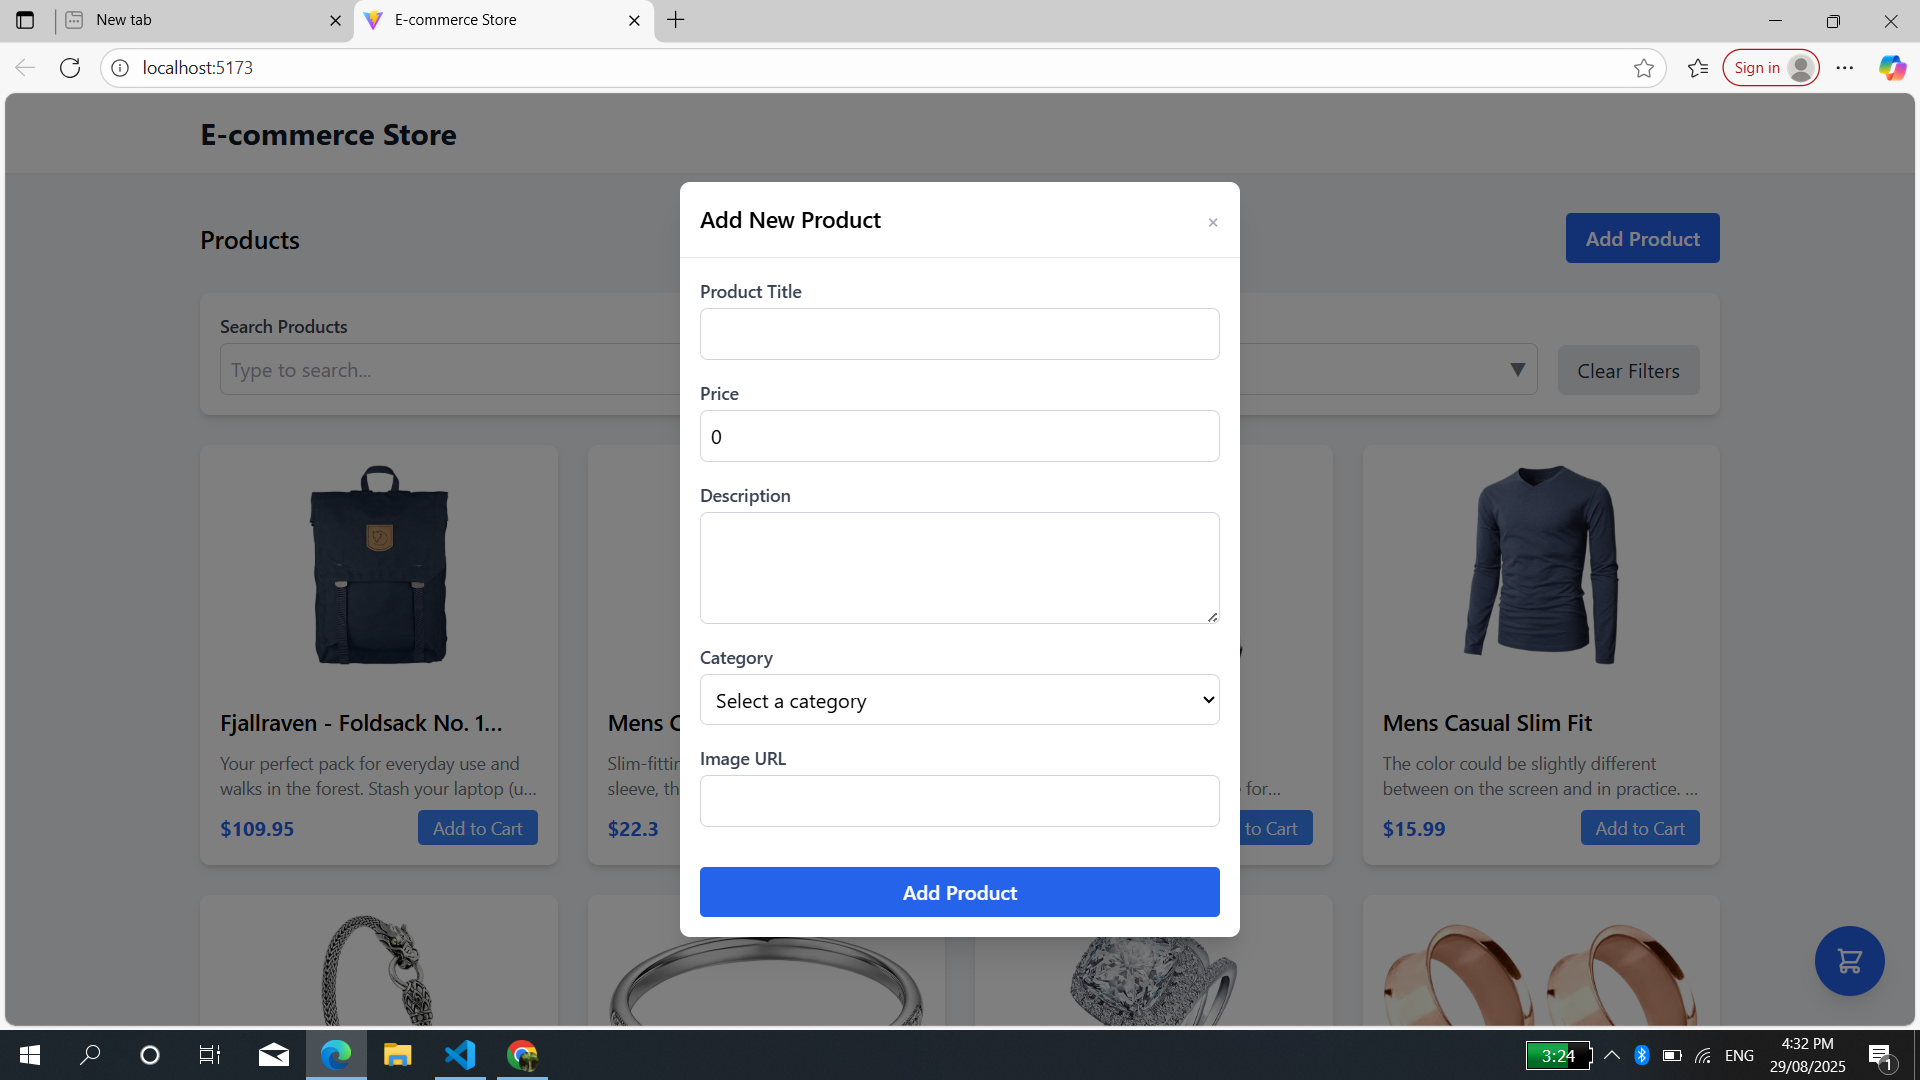 New tab
E-commerce Store
localhost:5173
Sign in
E-commerce Store
Products
Add Product
Search Products
Type to search...
Clear Filters
Add New Product
×
Product Title
Price
0
Description
Category
Select a category
Image URL
Add Product
Fjallraven - Foldsack No. 1...
Your perfect pack for everyday use and
walks in the forest. Stash your laptop (u...
$109.95
Add to Cart
Mens C
Slim-fittin
sleeve, th
$22.3
for...
to Cart
Mens Casual Slim Fit
The color could be slightly different
between on the screen and in practice. ...
$15.99
Add to Cart
3:24
ENG
4:32 PM
29/08/2025
1